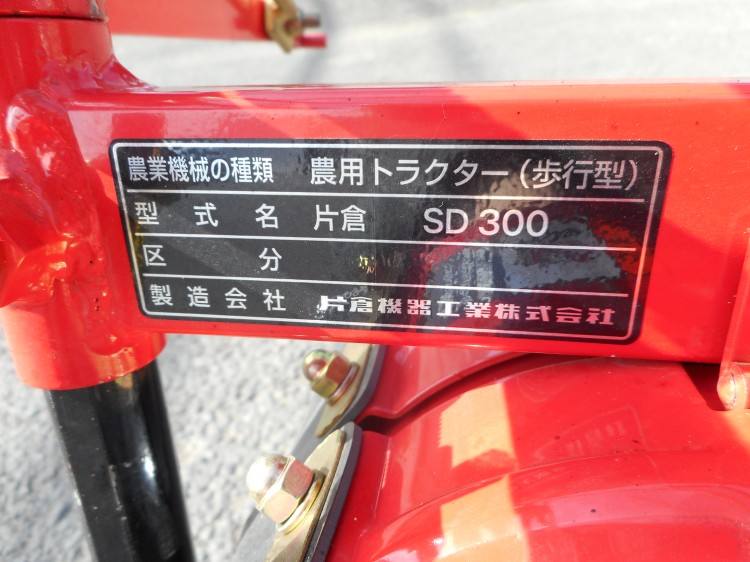 農業機械の種類 農用トラクター(歩行型)
型式名 片倉 SD 300
区分
製造会社 片倉機器工業株式会社